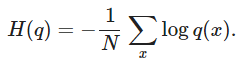 H(q) = −\frac{1}{N} \sum_{x} \log q(x).